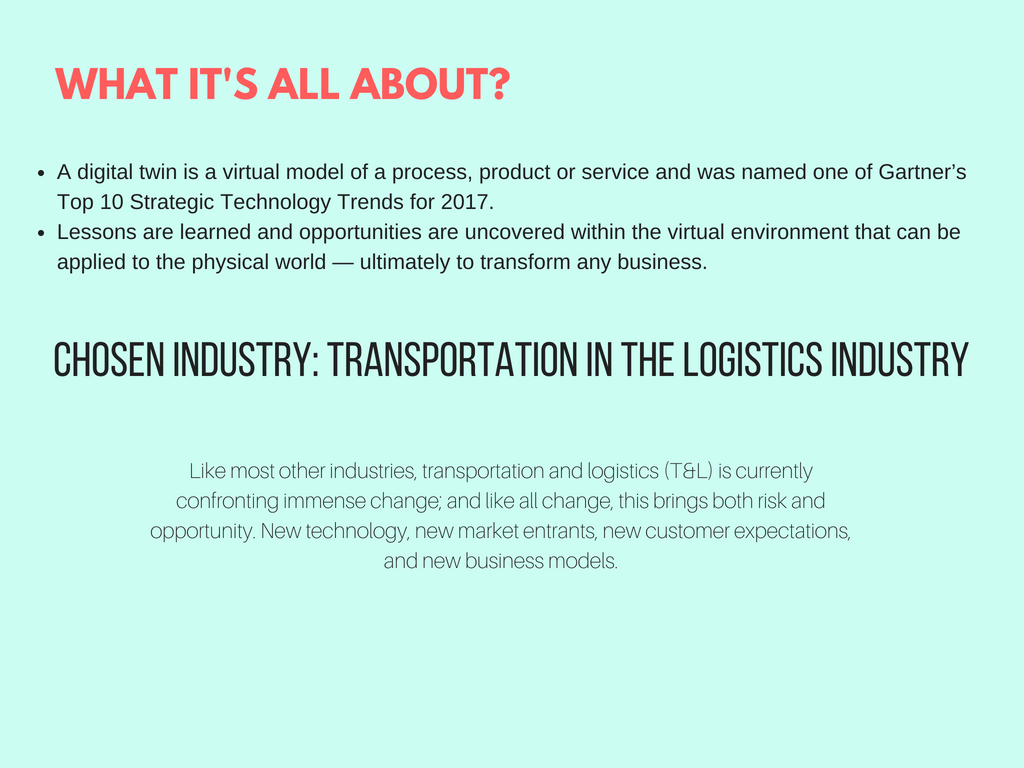 WHAT IT'S ALL ABOUT?
• A digital twin is a virtual model of a process, product or service and was named one of Gartner’s
Top 10 Strategic Technology Trends for 2017.
• Lessons are learned and opportunities are uncovered within the virtual environment that can be
applied to the physical world — ultimately to transform any business.
CHOSEN INDUSTRY: TRANSPORTATION IN THE LOGISTICS INDUSTRY
Like most other industries, transportation and logistics (T&L) is currently
confronting immense change; and like all change, this brings both risk and
opportunity. New technology, new market entrants, new customer expectations,
and new business models.